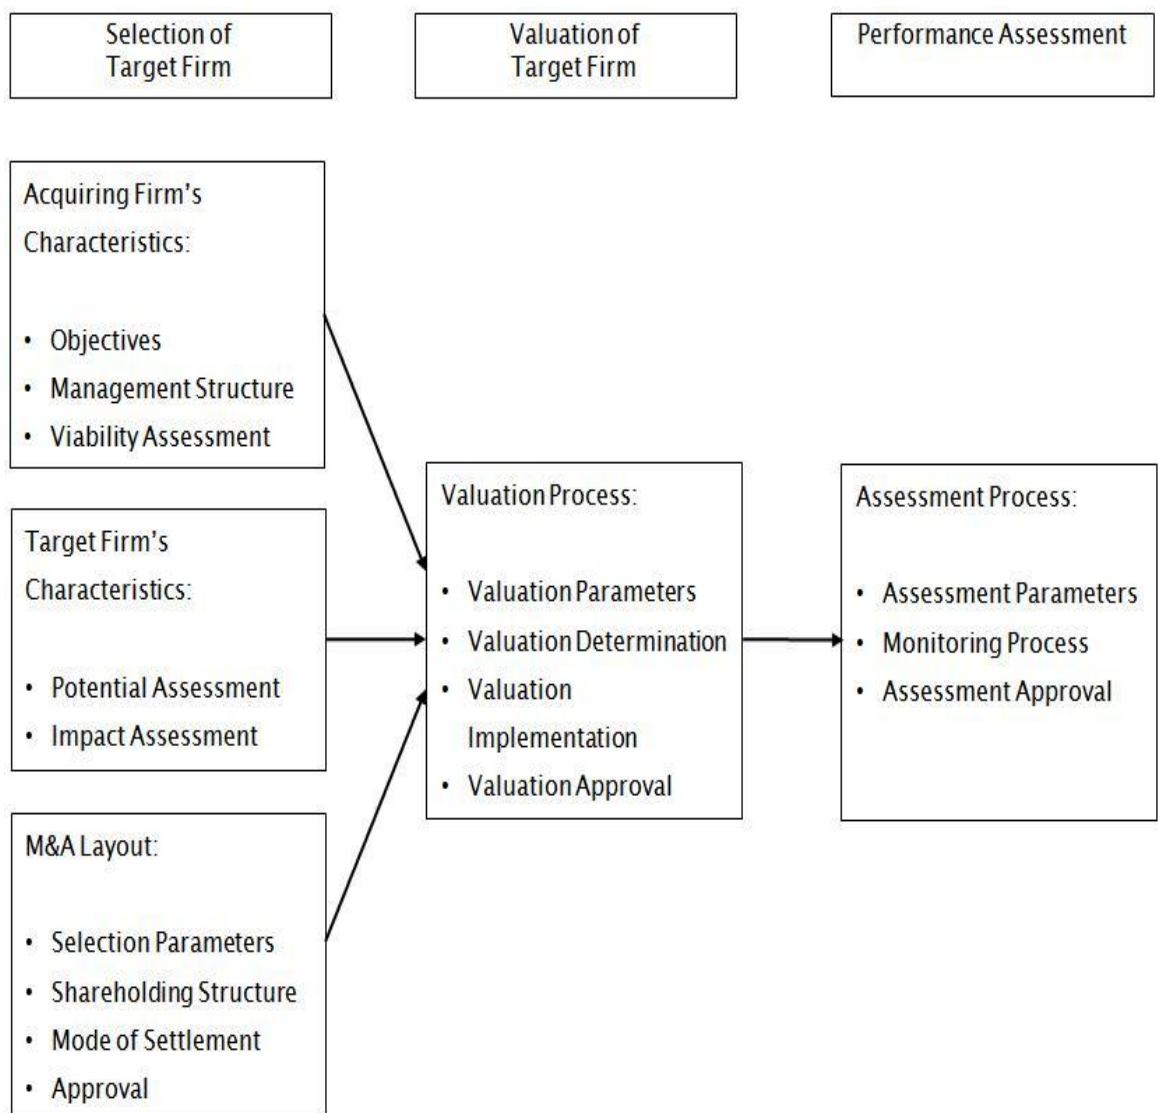 Selection of
Target Firm
Valuation of
Target Firm
Performance Assessment
Acquiring Firm's
Characteristics:
• Objectives
• Management Structure
• Viability Assessment
Target Firm's
Characteristics:
• Potential Assessment
• Impact Assessment
M&A Layout:
• Selection Parameters
• Shareholding Structure
• Mode of Settlement
• Approval
Valuation Process:
• Valuation Parameters
• Valuation Determination
• Valuation
Implementation
• Valuation Approval
Assessment Process:
• Assessment Parameters
• Monitoring Process
• Assessment Approval